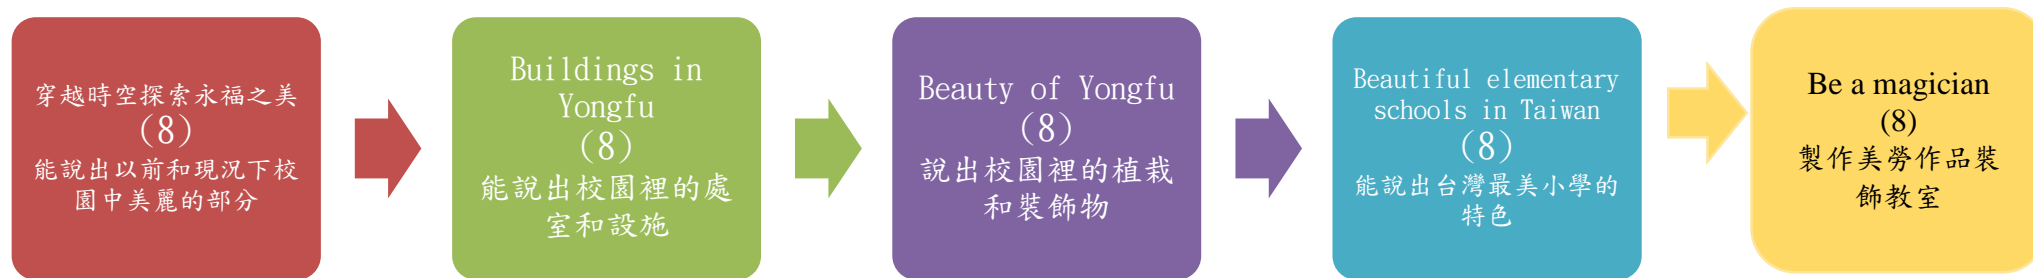 穿越時空探索永福之美
(8)
能說出以前和現況下校
園中美麗的部分
Buildings in
Yongfu
(8)
能說出校園裡的處
室和設施
Beauty of Yongfu
(8)
說出校園裡的植栽
和裝飾物
Beautiful elementary
schools in Taiwan
(8)
能說出台灣最美小學的
特色
Be a magician
(8)
製作美勞作品裝
飾教室